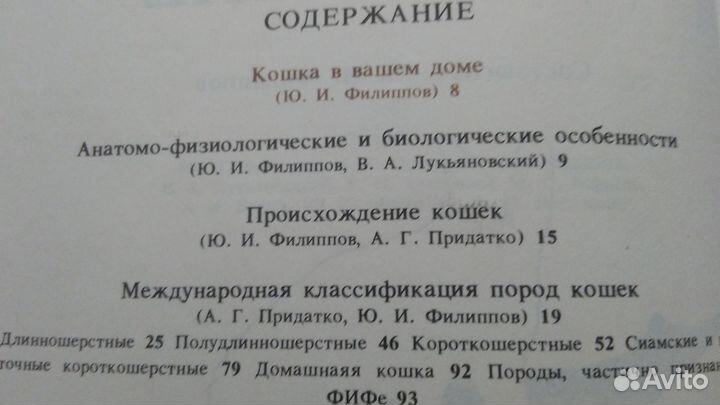 СОДЕРЖАНИЕ
Кошка в вашем доме
(Ю. И. Филиппов) 8
Анатомо-физиологические и биологические особенности
(Ю. И. Филиппов, В. А. Лукьяновский) 9
Происхождение кошек
(Ю. И. Филиппов, А. Г. Придатко) 15
Международная классификация пород кошек
(А. Г. Придатко, Ю. И. Филиппов) 19
Длинношерстные 25 Полудлинношерстные 46 Короткошерстные 52 Сиамские и
точные короткошерстные 79 Домашняя кошка 92 Породы, частично признан
ФИФе 93
Avito